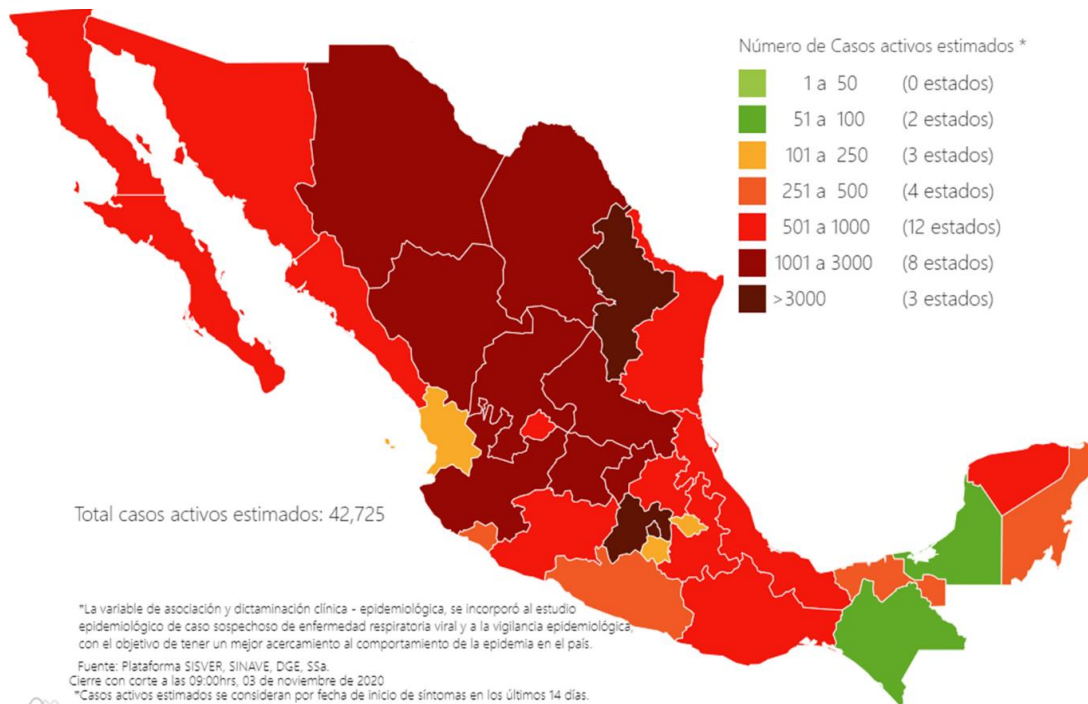 Número de Casos activos estimados *
1 a 50 (0 estados)
51 a 100 (2 estados)
101 a 250 (3 estados)
251 a 500 (4 estados)
501 a 1000 (12 estados)
1001 a 3000 (8 estados)
>3000 (3 estados)
Total casos activos estimados: 42,725
*La variable de asociación y dictaminación clínica - epidemiológica, se incorporó al estudio
epidemiológico de caso sospechoso de enfermedad respiratoria viral y a la vigilancia epidemiológica,
con el objetivo de tener un mejor acercamiento al comportamiento de la epidemia en el país.
Fuente: Plataforma SISVER, SINAVE, DGE, SSa.
Cierre con corte a las 09:00hrs, 03 de noviembre de 2020
*Casos activos estimados se consideran por fecha de inicio de síntomas en los últimos 14 días.